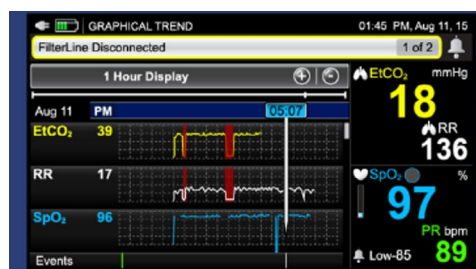 GRAPHICAL TREND
01:45 PM, Aug 11, 15
FilterLine Disconnected
1 of 2
1 Hour Display
EtCO₂ mmHg
18
Aug 11 PM 05:07
EtCO₂ 39
RR
136
RR 17
SpO₂ %
97
SpO₂ 96
PR bpm
Low-85 89
Events